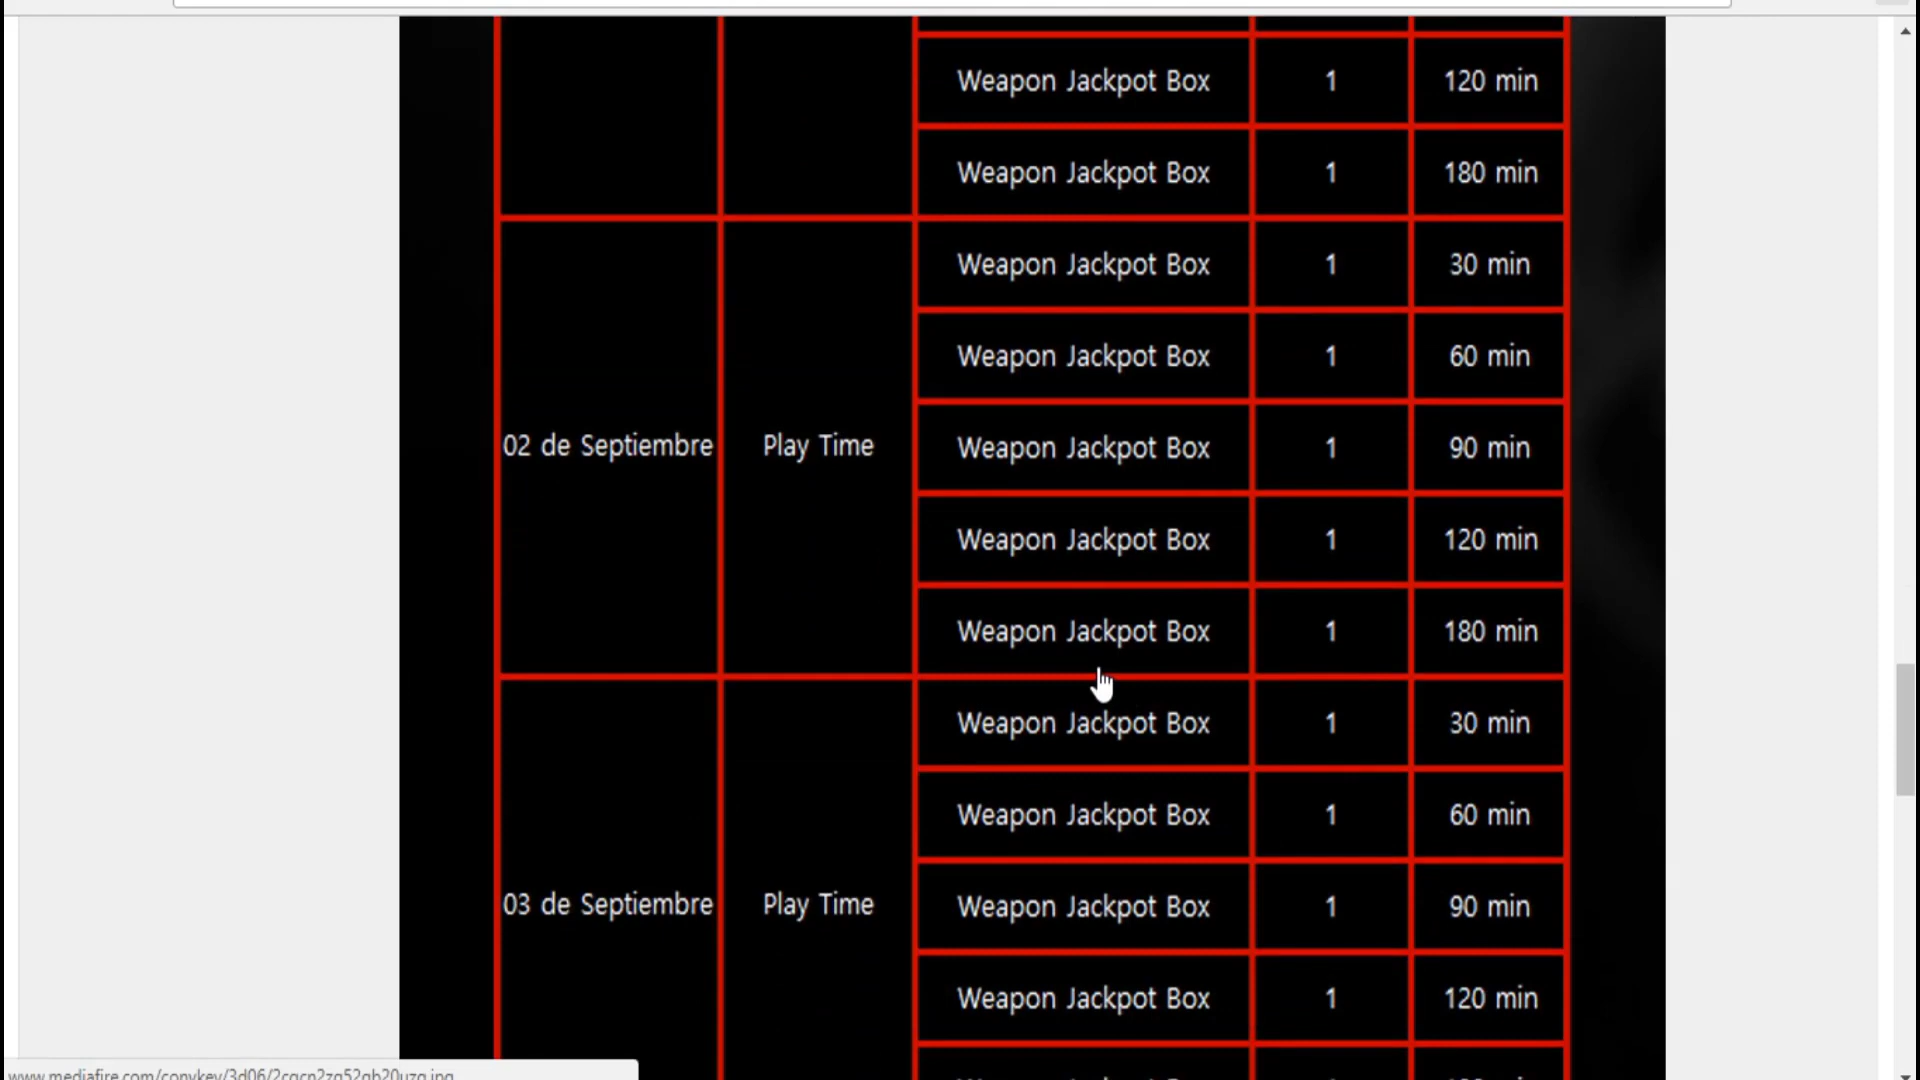 Weapon Jackpot Box 1 120 min
Weapon Jackpot Box 1 180 min
Weapon Jackpot Box 1 30 min
Weapon Jackpot Box 1 60 min
02 de Septiembre Play Time Weapon Jackpot Box 1 90 min
Weapon Jackpot Box 1 120 min
Weapon Jackpot Box 1 180 min
Weapon Jackpot Box 1 30 min
Weapon Jackpot Box 1 60 min
03 de Septiembre Play Time Weapon Jackpot Box 1 90 min
Weapon Jackpot Box 1 120 min